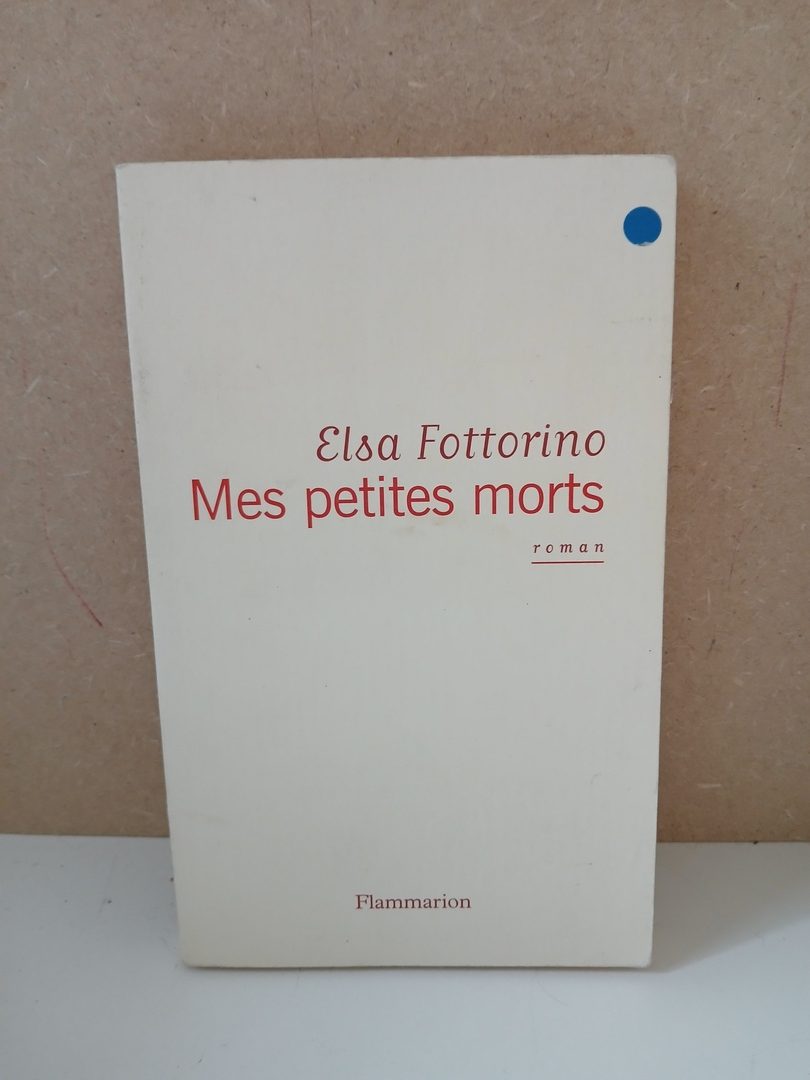 Elsa Fottorino
Mes petites morts
roman
Flammarion